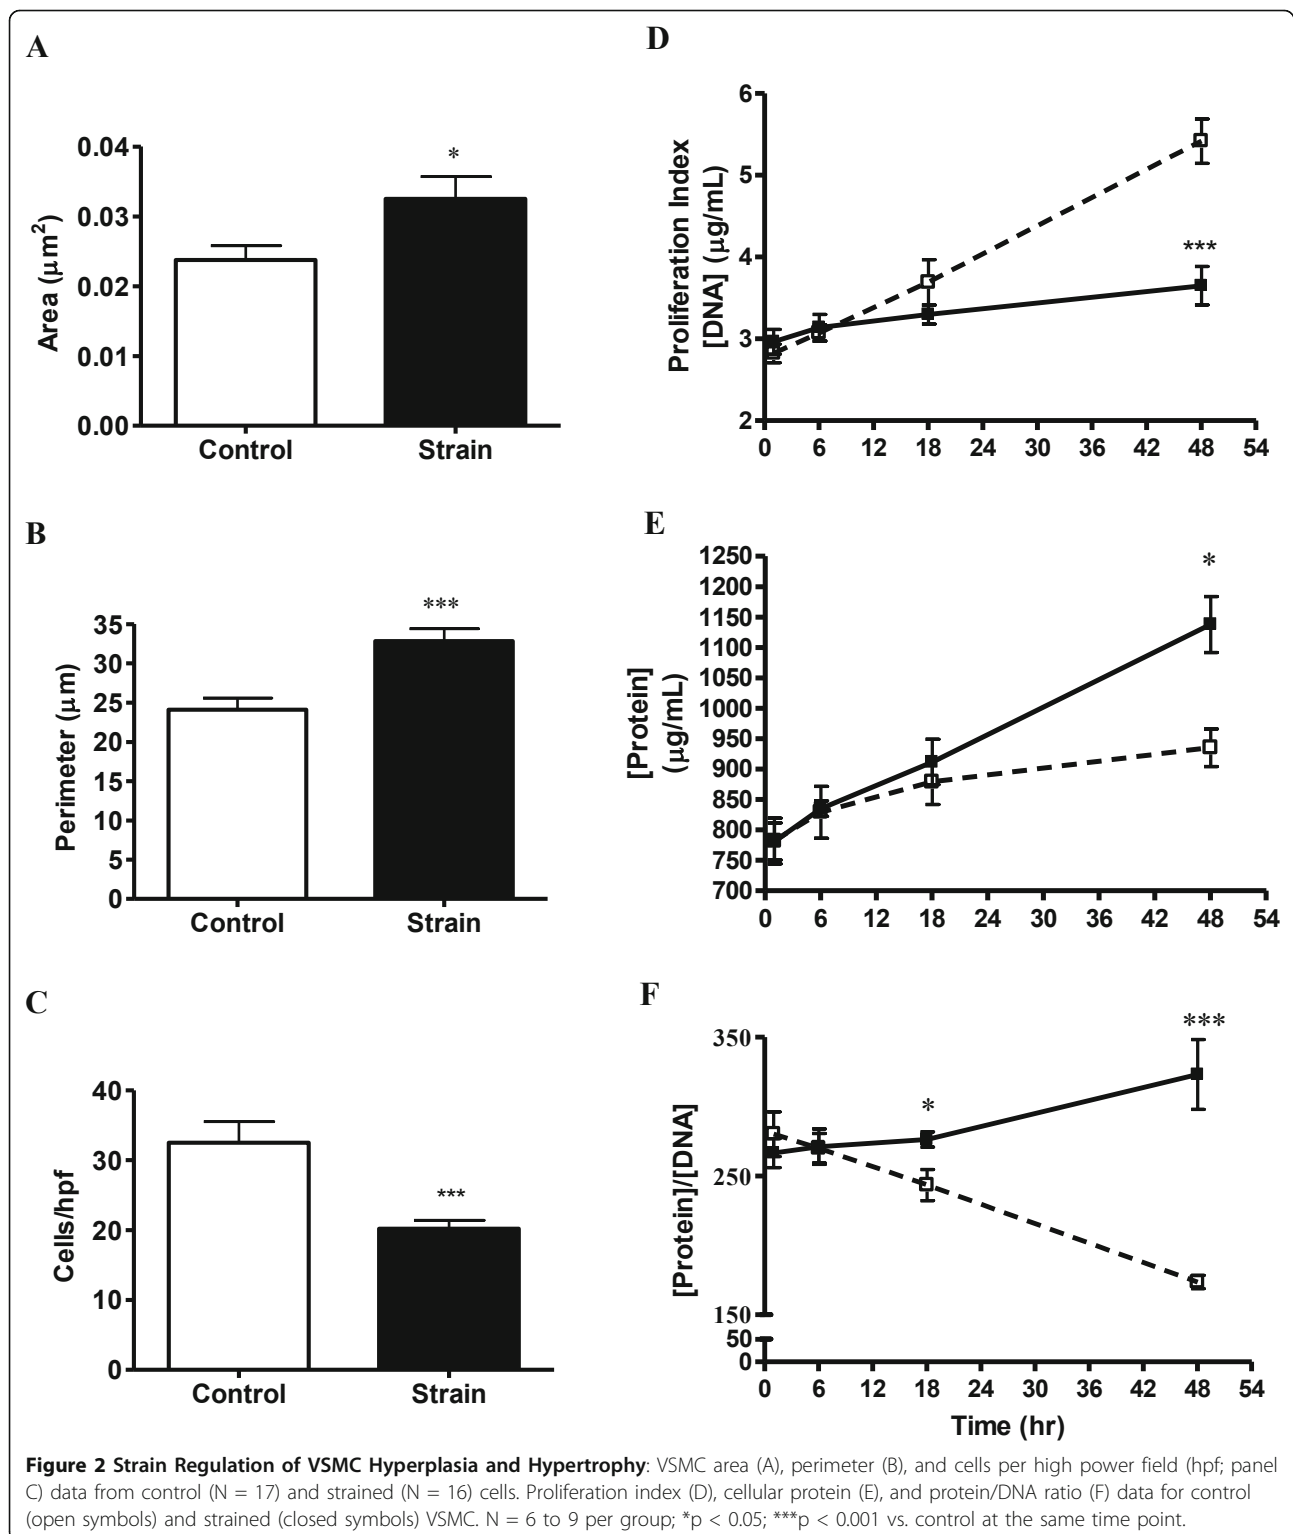 A
0.04
0.03
0.02
0.01
0.00
Area (μm²)
*
Control Strain
B
35
30
25
20
15
10
5
0
Perimeter (μm)
***
Control Strain
C
40
30
20
10
0
Cells/hpf
***
Control Strain
D
6
5
4
3
2
Proliferation Index
[DNA] (μg/mL)
***
0 6 12 18 24 30 36 42 48 54
E
1250
1200
1150
1100
1050
1000
950
900
850
800
750
700
[Protein]
(μg/mL)
*
0 6 12 18 24 30 36 42 48 54
F
350
250
150
50
0
[Protein]/[DNA]
*
***
0 6 12 18 24 30 36 42 48 54
Time (hr)
Figure 2 Strain Regulation of VSMC Hyperplasia and Hypertrophy: VSMC area (A), perimeter (B), and cells per high power field (hpf; panel
C) data from control (N = 17) and strained (N = 16) cells. Proliferation index (D), cellular protein (E), and protein/DNA ratio (F) data for control
(open symbols) and strained (closed symbols) VSMC. N = 6 to 9 per group; *p < 0.05; ***p < 0.001 vs. control at the same time point.